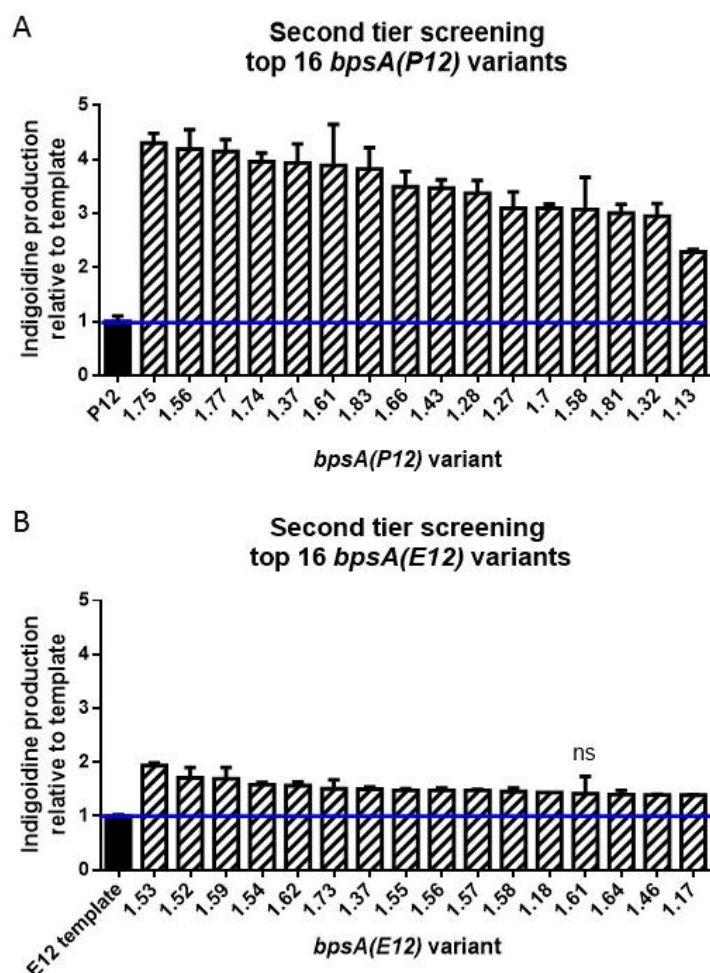 A
Second tier screening
top 16 bpsA(P12) variants
Indigoidine production
relative to template
5
4
3
2
1
0
P12
1.75
1.56
1.77
1.74
1.37
1.61
1.83
1.66
1.43
1.28
1.27
1.7
1.58
1.81
1.32
1.13
bpsA(P12) variant
B
Second tier screening
top 16 bpsA(E12) variants
Indigoidine production
relative to template
5
4
3
2
1
0
ns
E12 template
1.53
1.52
1.59
1.54
1.62
1.73
1.37
1.55
1.56
1.57
1.58
1.18
1.61
1.64
1.46
1.17
bpsA(E12) variant